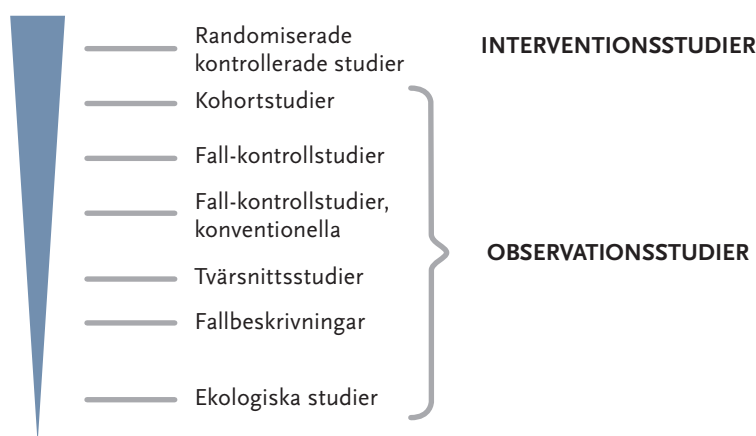 Randomiserade
kontrollerade studier
INTERVENTIONSSTUDIER
Kohortstudier
Fall-kontrollstudier
Fall-kontrollstudier,
konventionella
OBSERVATIONSSTUDIER
Tvärsnittsstudier
Fallbeskrivningar
Ekologiska studier